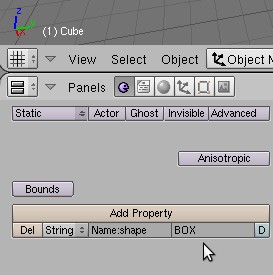 (1) Cube
View Select Object Object M
Panels
Static Actor Ghost Invisible Advanced
Anisotropic
Bounds
Add Property
Del String Name:shape BOX D